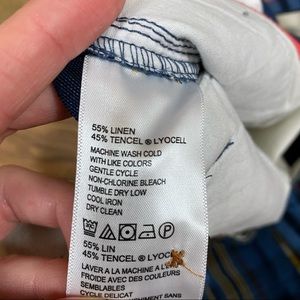 55% LINEN
45% TENCEL ® LYOCELL
MACHINE WASH COLD
WITH LIKE COLORS
GENTLE CYCLE
NON-CHLORINE BLEACH
TUMBLE DRY LOW
COOL IRON
DRY CLEAN
55% LIN
45% TENCEL ® LYOCELL
LAVER A LA MACHINE A L'EAU
FROIDE AVEC DES COULEURS
SEMBLABLES
CYCLE DELICAT
SANS